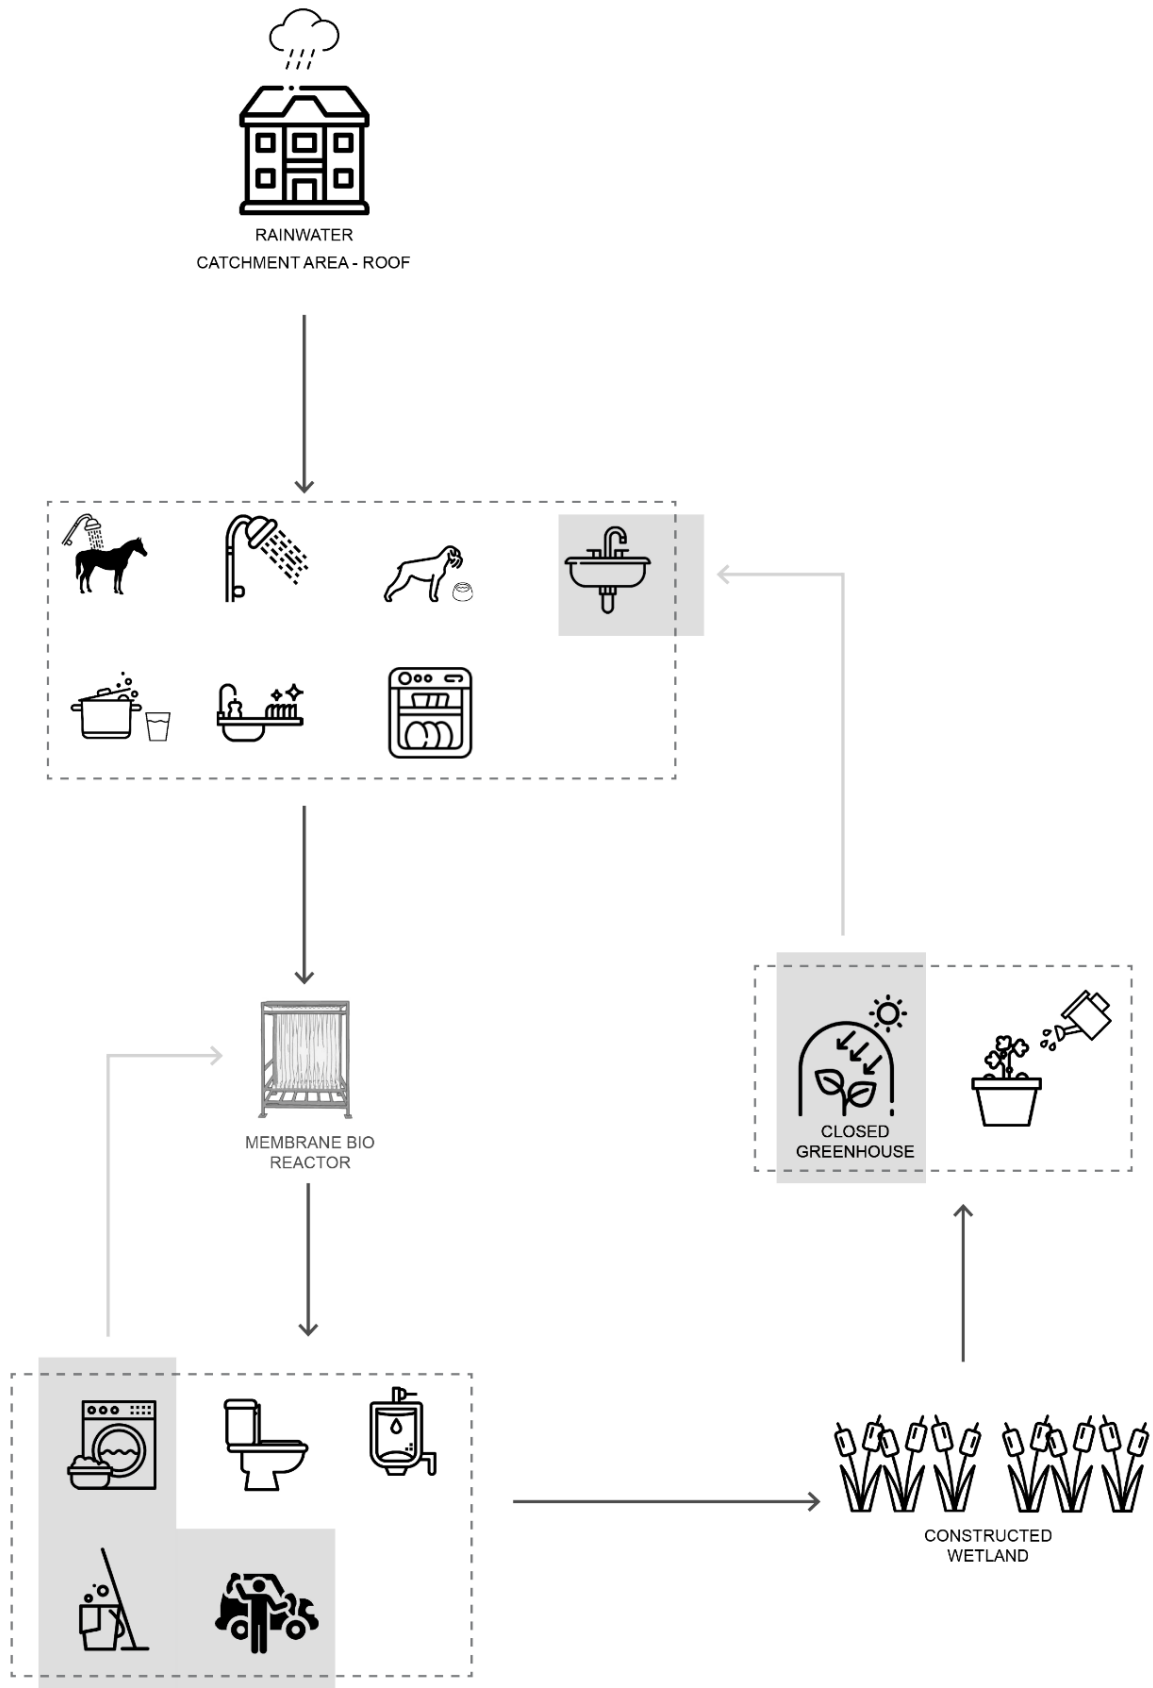 RAINWATER
CATCHMENT AREA - ROOF
MEMBRANE BIO
REACTOR
CLOSED
GREENHOUSE
CONSTRUCTED
WETLAND